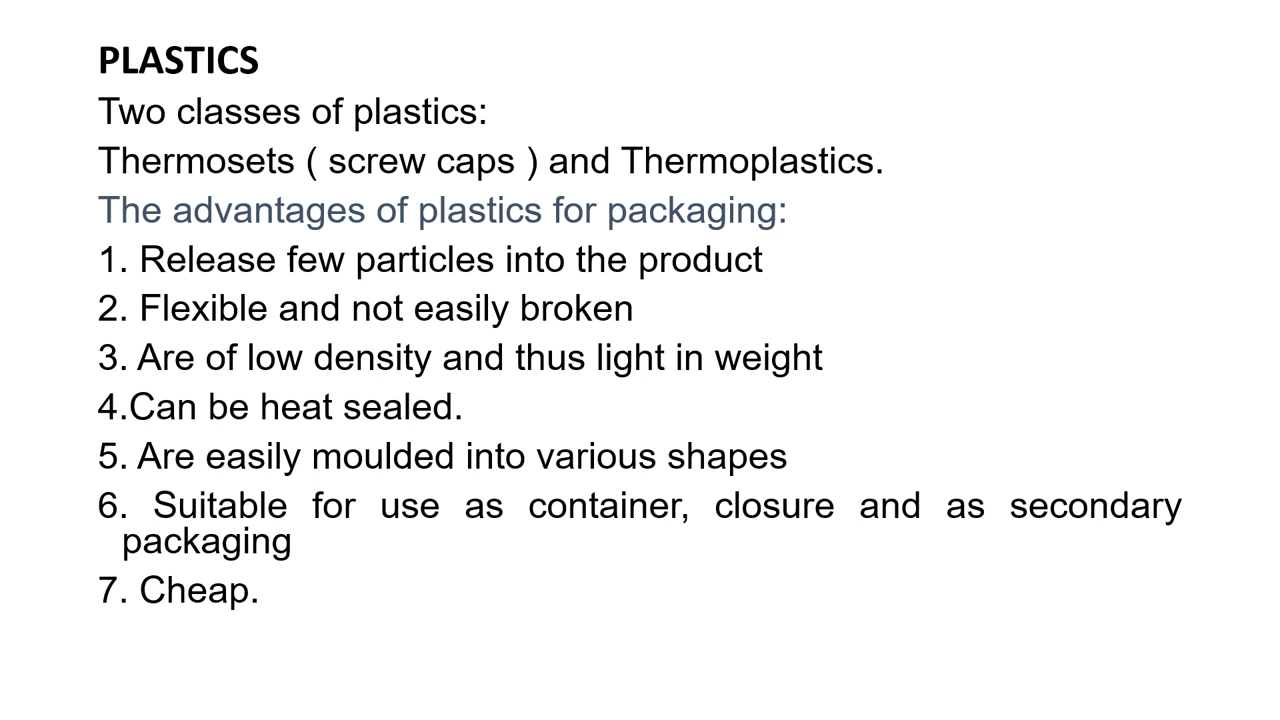 PLASTICS
Two classes of plastics:
Thermosets ( screw caps ) and Thermoplastics.
The advantages of plastics for packaging:
1. Release few particles into the product
2. Flexible and not easily broken
3. Are of low density and thus light in weight
4.Can be heat sealed.
5. Are easily moulded into various shapes
6. Suitable for use as container, closure and as secondary
packaging
7. Cheap.